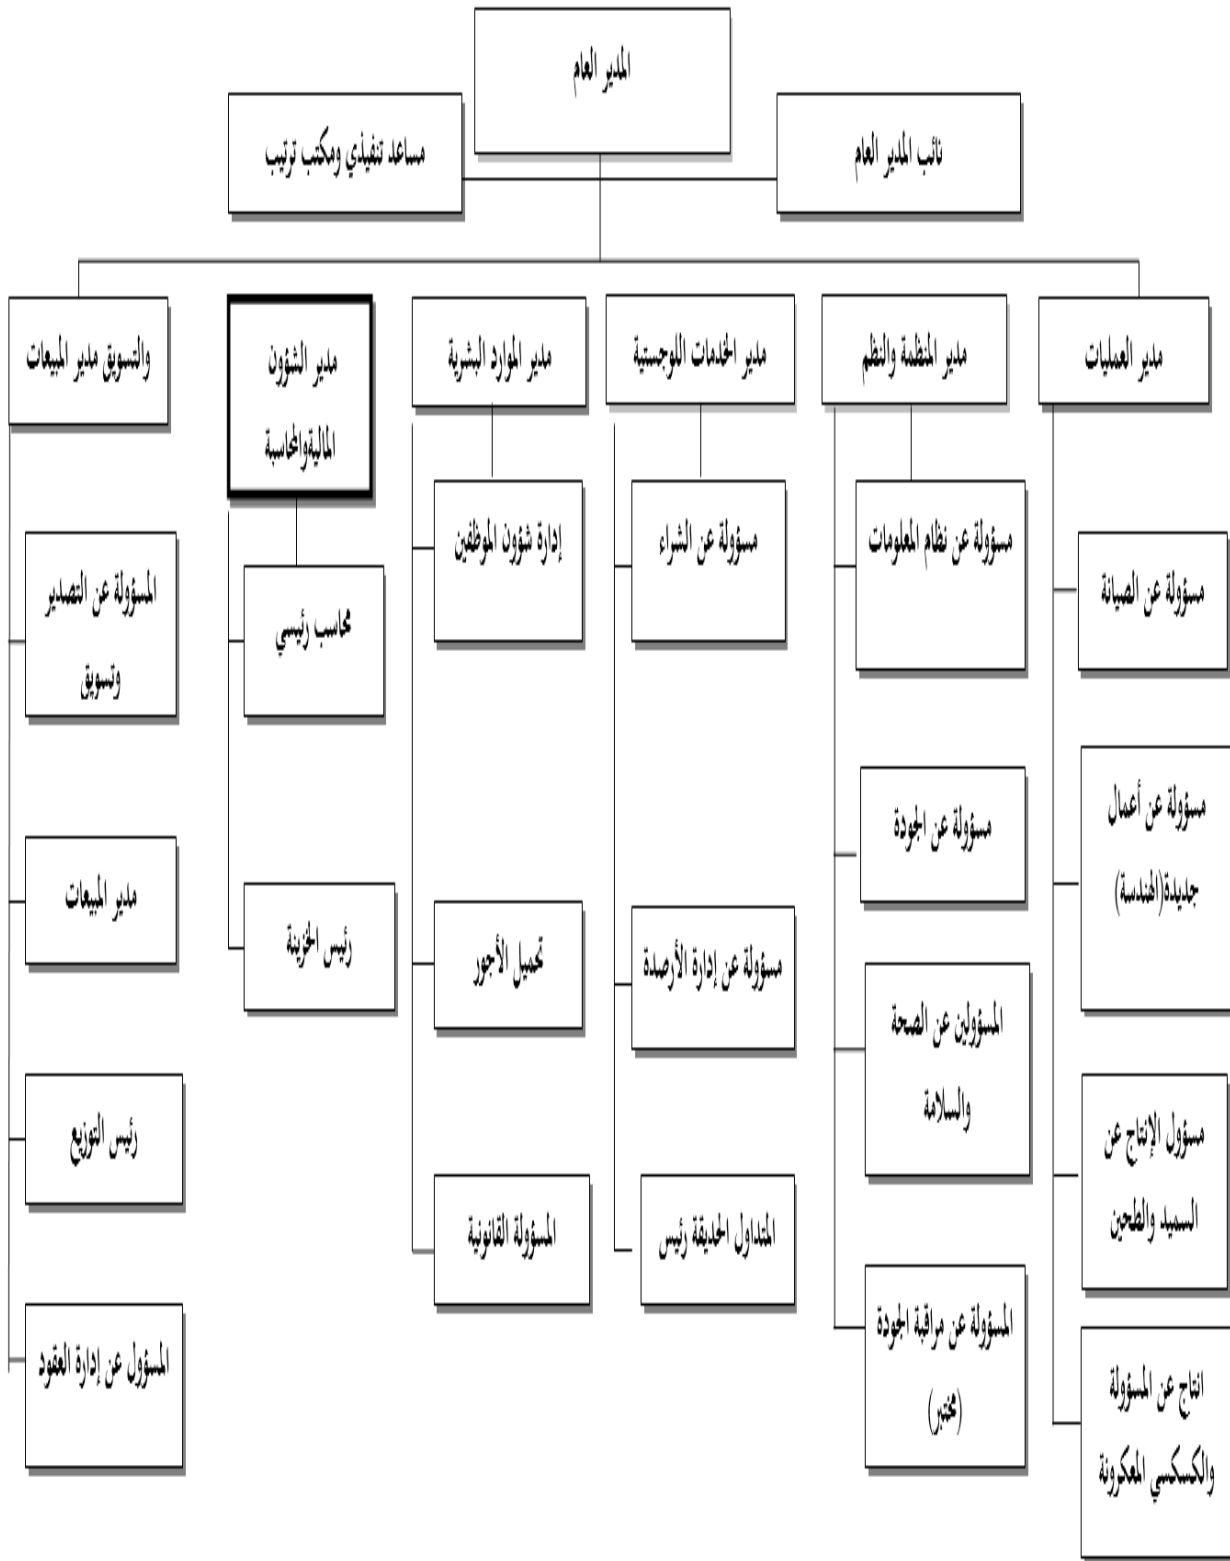 المدير العام
نائب المدير العام
مساعد تنفيذي ومكتب ترتيب
مدير العمليات
مدير المنظمة والنظم
مدير الخدمات اللوجستية
مدير الموارد البشرية
مدير الشؤون
الماليةوالمحاسبة
والتسويق مدير المبيعات
مسؤولة عن الصيانة
مسؤولة عن أعمال
جديدة(الهندسة)
مسؤول الإنتاج عن
السميد والطحين
انتاج عن المسؤولة
والكسكسي المعكرونة
مسؤولة عن نظام المعلومات
مسؤولة عن الجودة
المسؤولين عن الصحة
والسلامة
المسؤولة عن مراقبة الجودة
(مختبر)
مسؤولة عن الشراء
مسؤولة عن إدارة الأرصدة
المتداول الحديقة رئيس
إدارة شؤون الموظفين
تحميل الأجور
المسؤولة القانونية
محاسب رئيسي
رئيس الخزينة
المسؤولة عن التصدير
وتسويق
مدير المبيعات
رئيس التوزيع
المسؤول عن إدارة العقود